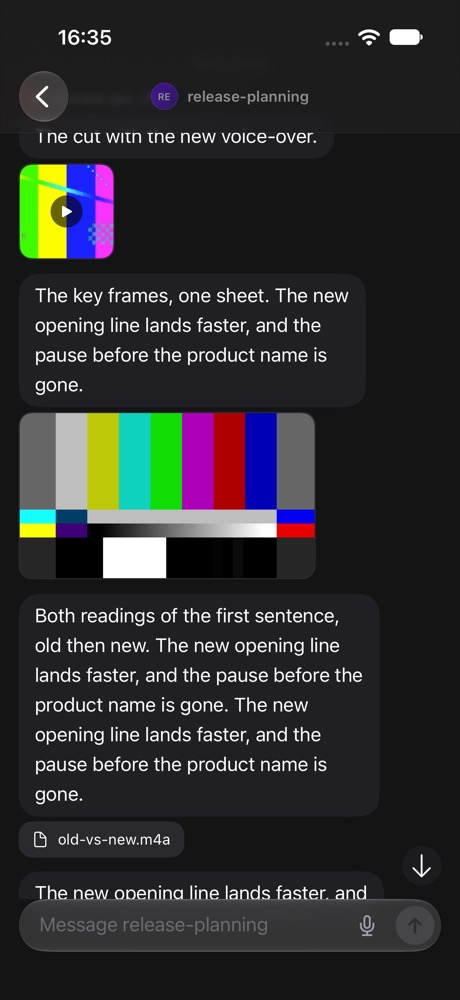 16:35
RE release-planning
The cut with the new voice-over.
The key frames, one sheet. The new
opening line lands faster, and the
pause before the product name is
gone.
Both readings of the first sentence,
old then new. The new opening line
lands faster, and the pause before the
product name is gone. The new
opening line lands faster, and the
pause before the product name is
gone.
old-vs-new.m4a
The new opening line lands faster, and
Message release-planning